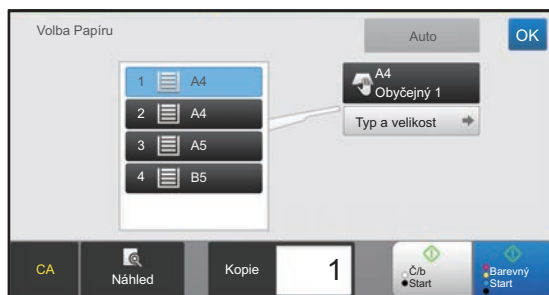 Volba Papíru
Auto
OK
1 A4
2 A4
3 A5
4 B5
A4
Obyčejný 1
Typ a velikost
CA
Náhled
Kopie
1
Č/b
Start
Barevný
Start